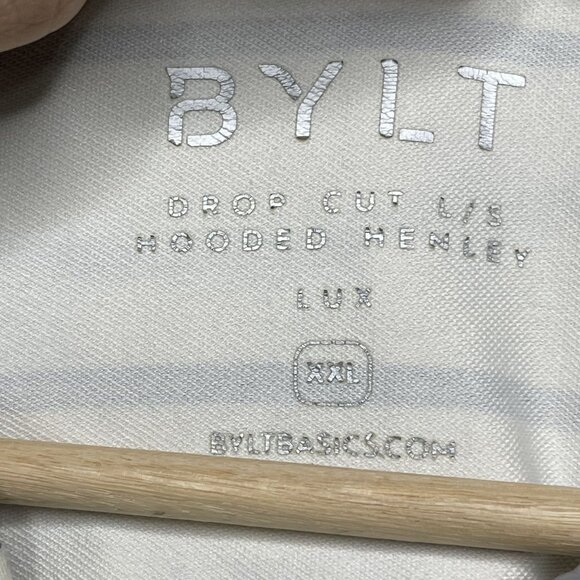 BYLT
DROP CUT L/S
HOODED HENLEY
LUX
XXL
BYLTBASICS.COM